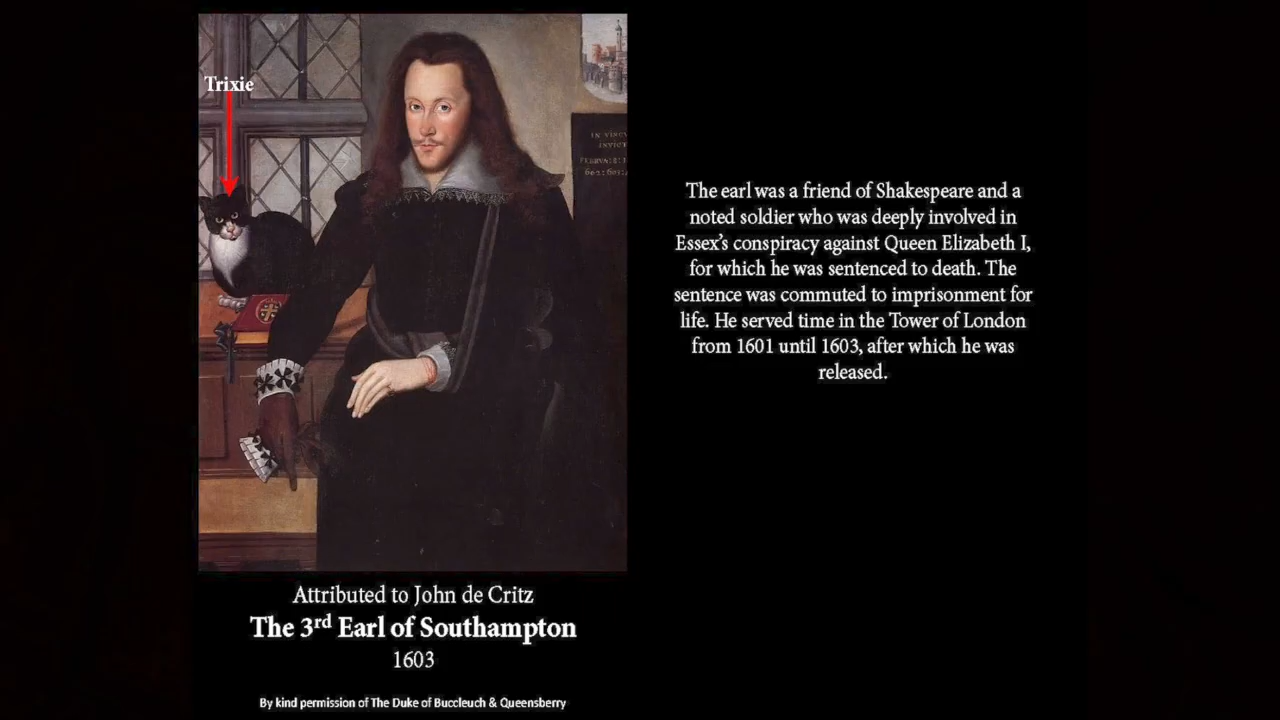 Trixie
IN VINCV
INVICT
The earl was a friend of Shakespeare and a
noted soldier who was deeply involved in
Essex's conspiracy against Queen Elizabeth I,
for which he was sentenced to death. The
sentence was commuted to imprisonment for
life. He served time in the Tower of London
from 1601 until 1603, after which he was
released.
Attributed to John de Critz
The 3rd Earl of Southampton
1603
By kind permission of The Duke of Buccleuch & Queensberry